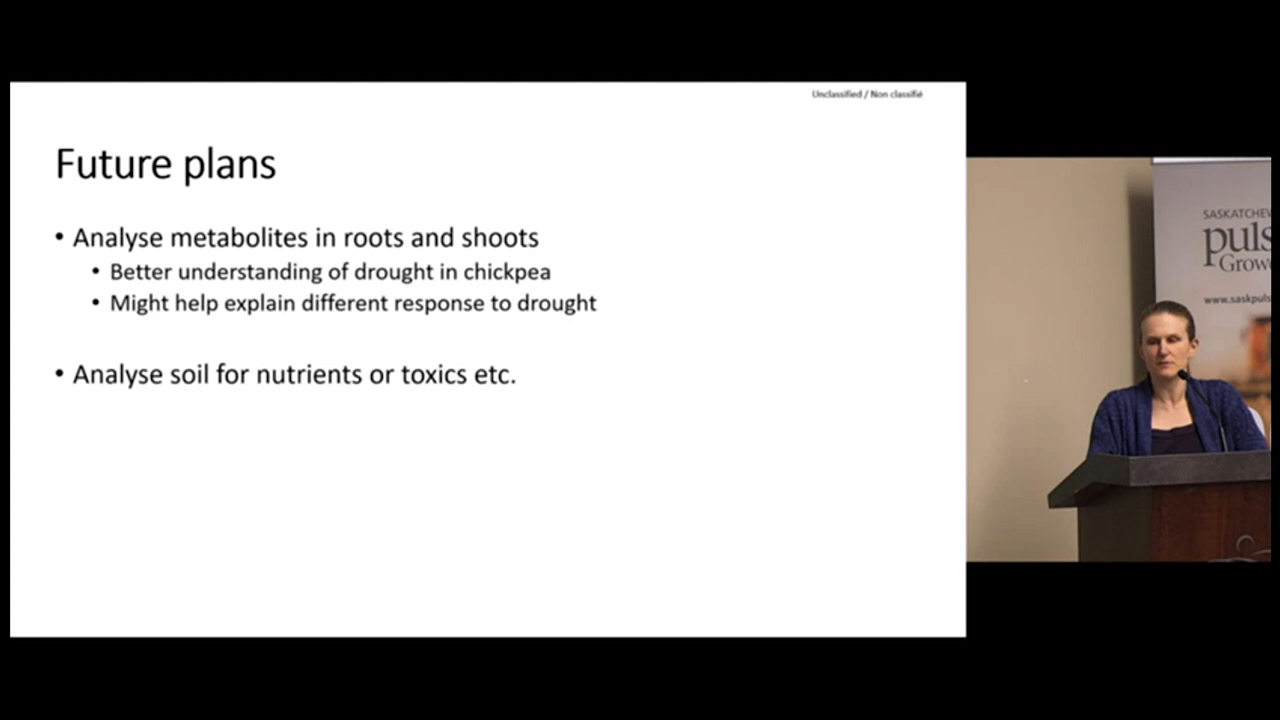 Unclassified / Non classifié
Future plans
• Analyse metabolites in roots and shoots
• Better understanding of drought in chickpea
• Might help explain different response to drought
• Analyse soil for nutrients or toxics etc.
SASKATCHEW
puls
Growe
www.saskpuls